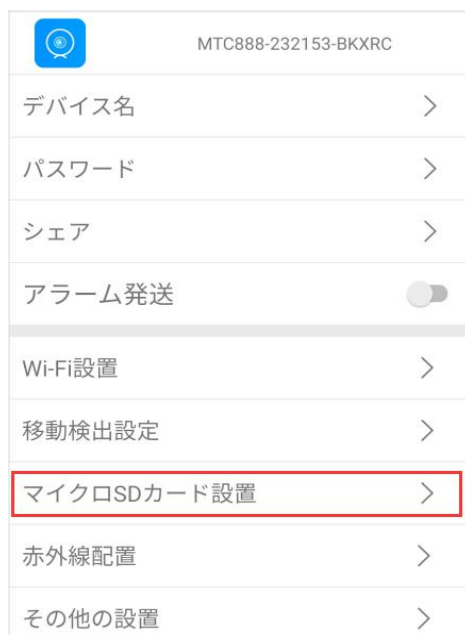 MTC888-232153-BKXRC
デバイス名
パスワード
シェア
アラーム発送
Wi-Fi設置
移動検出設定
マイクロSDカード設置
赤外線配置
その他の设置